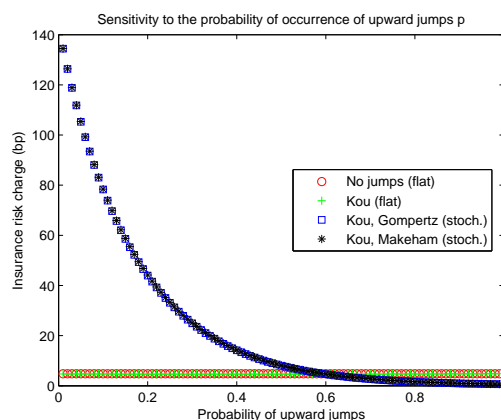 Sensitivity to the probability of occurrence of upward jumps p
Insurance risk charge (bp)
140
120
100
80
60
40
20
0
No jumps (flat)
Kou (flat)
Kou, Gompertz (stoch.)
Kou, Makeham (stoch.)
0 0.2 0.4 0.6 0.8
Probability of upward jumps